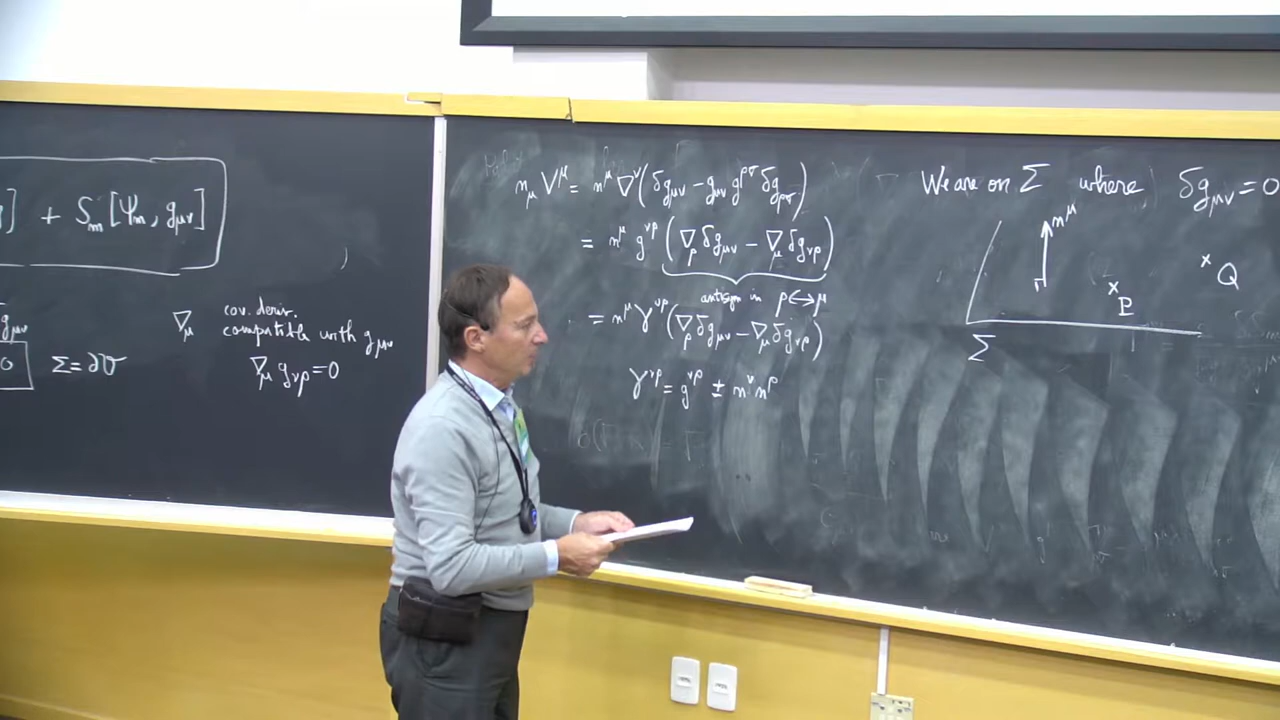 ] + S_m[Ψ_m, g_μν]
g_μν
0 Σ=∂V
∇_μ cov. deriv.
compatible with g_μν
∇_μ g_νρ = 0
n_μ V^μ = n^μ ∇^ν (δg_μν - g_μν g^ρσ δg_ρσ)
= n^μ g^νρ (∇_ρ δg_μν - ∇_μ δg_νρ)
antisym in ρ↔μ
= n^μ γ^νρ (∇_ρ δg_μν - ∇_μ δg_νρ)
γ^νρ = g^νρ ± n^ν n^ρ
We are on Σ where δg_μν = 0
n^μ
× P
× Q
Σ